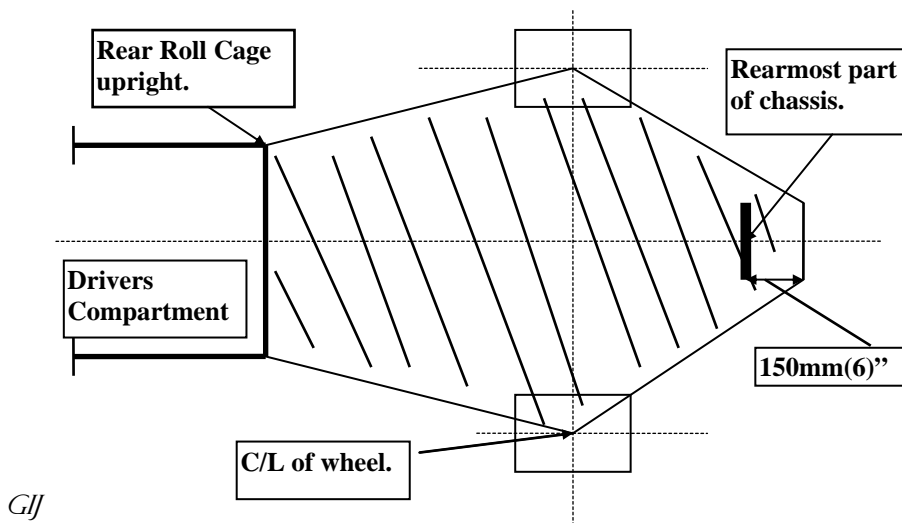 Rear Roll Cage
upright.
Rearmost part
of chassis.
Drivers
Compartment
150mm(6)”
C/L of wheel.
GIJ